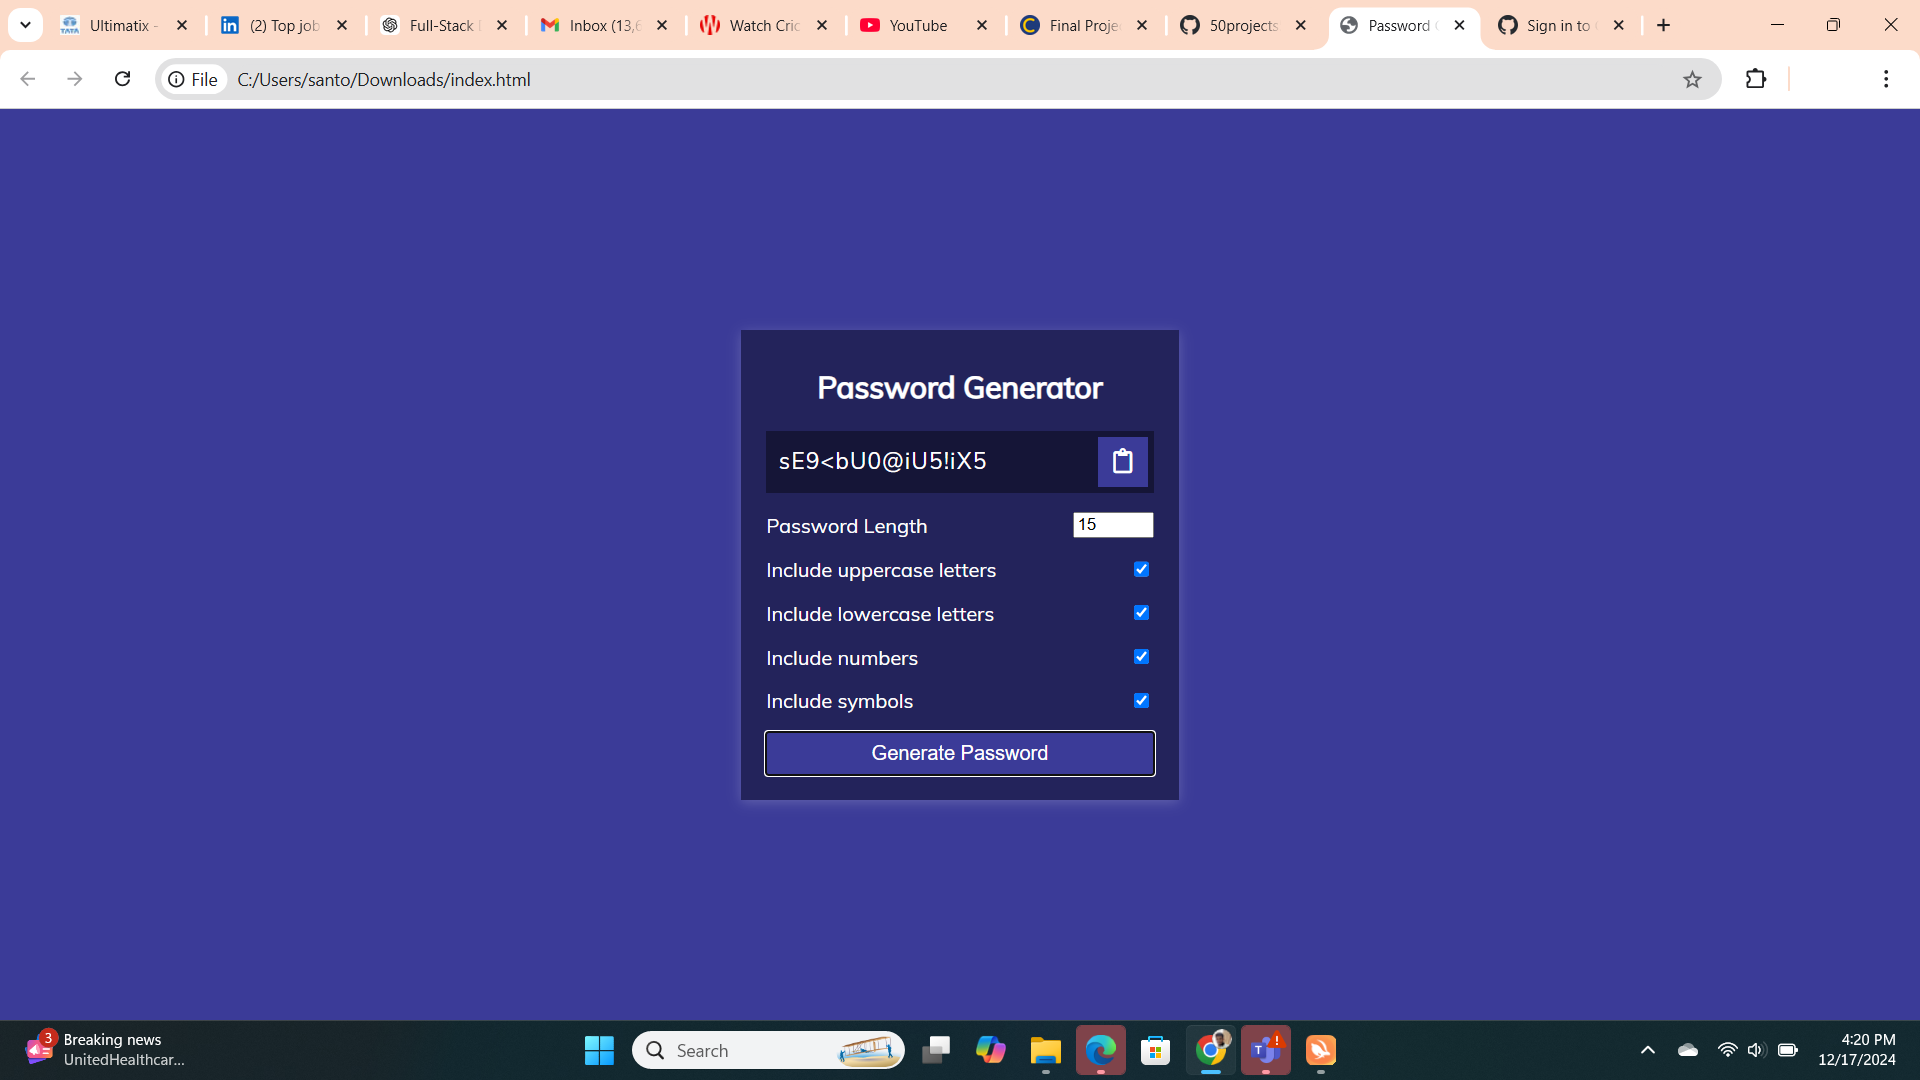 Ultimatix -
(2) Top job
Full-Stack
Inbox (13,6
Watch Cric
YouTube
Final Proje
50projects
Password
Sign in to
File
C:/Users/santo/Downloads/index.html
Password Generator
sE9<bU0@iU5!iX5
Password Length
15
Include uppercase letters
Include lowercase letters
Include numbers
Include symbols
Generate Password
3
Breaking news
UnitedHealthcar...
Search
4:20 PM
12/17/2024